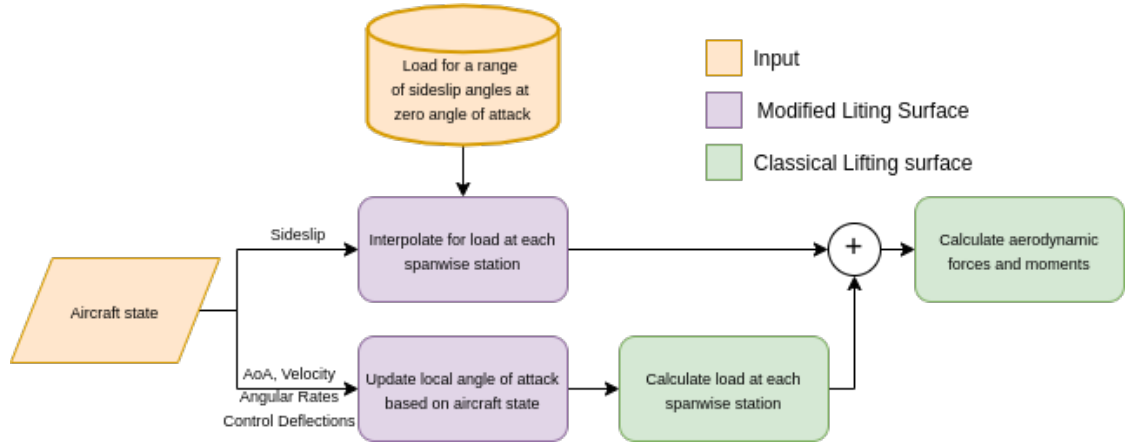 Load for a range
of sideslip angles at
zero angle of attack
Input
Modified Liting Surface
Classical Lifting surface
Sideslip
Interpolate for load at each
spanwise station
+
Calculate aerodynamic
forces and moments
Aircraft state
AoA, Velocity
Angular Rates
Control Deflections
Update local angle of attack
based on aircraft state
Calculate load at each
spanwise station